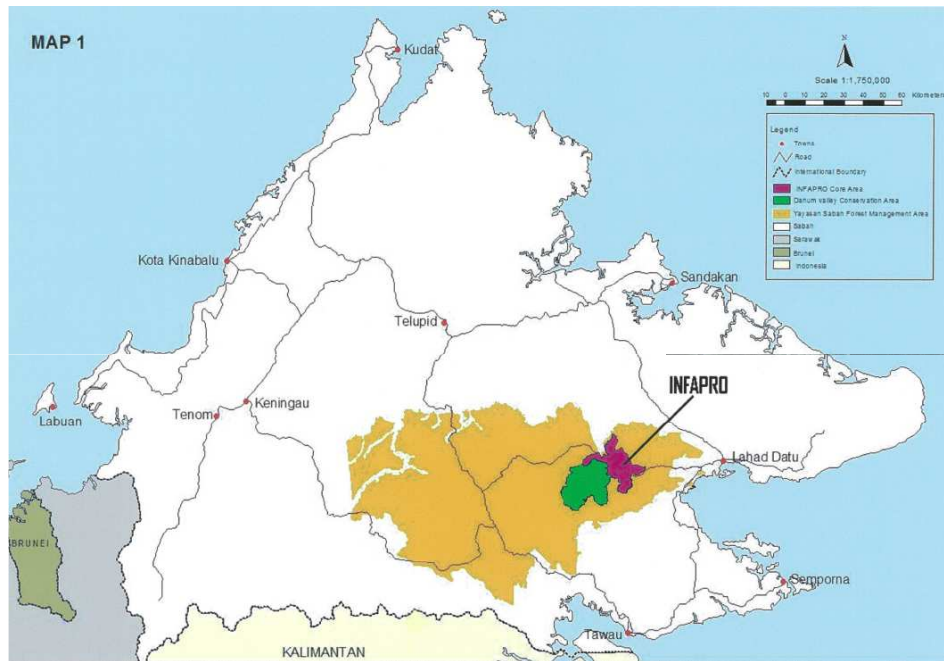 MAP 1
N
Scale 1:1,750,000
10 0 10 20 30 40 50 60 Kilometers
Legend
Towns
Road
International Boundary
INFAPRO Core Area
Danum valley Conservation Area
Yayasan Sabah Forest Management Area
Sabah
Sarawak
Brunei
Indonesia
Kudat
Kota Kinabalu
Sandakan
Telupid
INFAPRO
Labuan
Tenom
Keningau
Lahad Datu
BRUNEI
Semporna
Tawau
KALIMANTAN